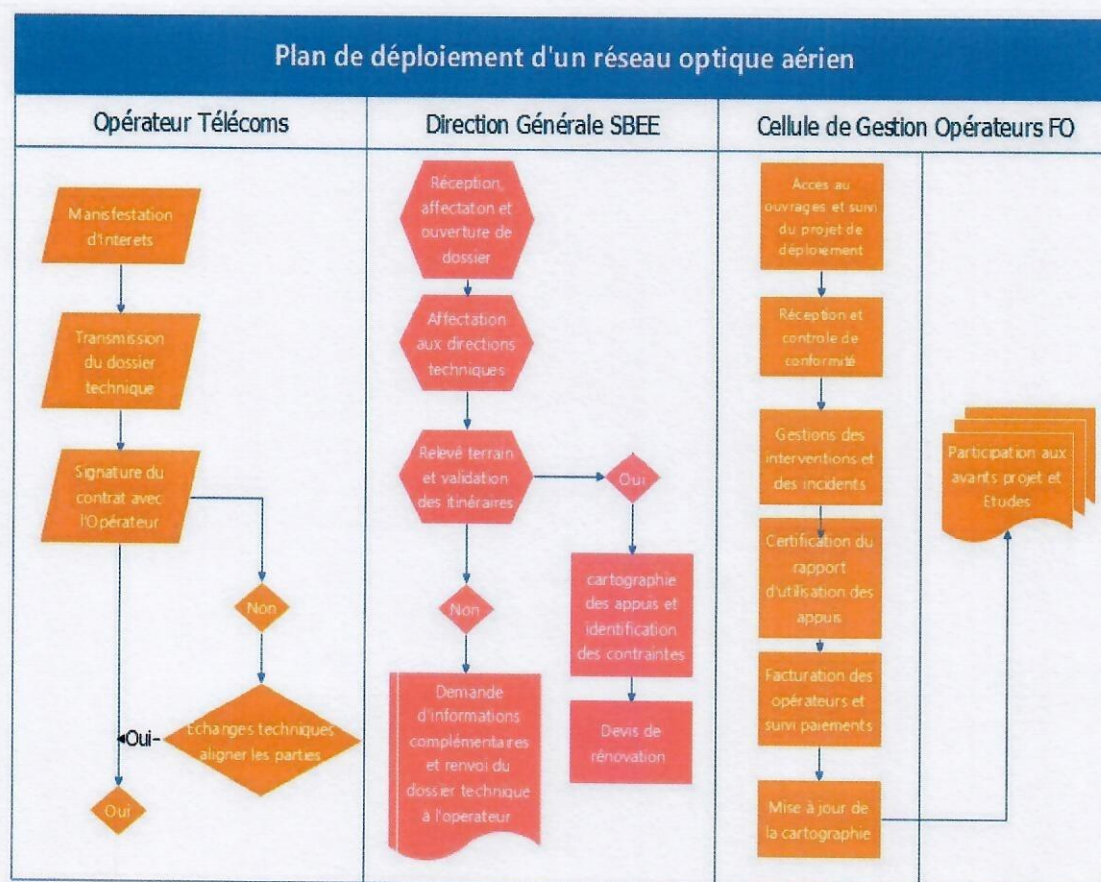 Plan de déploiement d'un réseau optique aérien
Opérateur Télécoms
Direction Générale SBEE
Cellule de Gestion Opérateurs FO
Manisfestation
d'Interets
Transmission
du dossier
technique
Signature du
contrat avec
l'Opérateur
Non
Echanges techniques
aligner les parties
Oui
Oui
Réception,
affectaton et
ouverture de
dossier
Affectation
aux directions
techniques
Relevé terrain
et validation
des itinéraires
Oui
Non
cartographie
des appuis et
identification
des contraintes
Demande
d'informations
complémentaires
et renvoi du
dossier technique
à l'operateur
Devis de
rénovation
Accès au
ouvrages et suivi
du projet de
déploiement
Réception et
controle de
conformité
Gestions des
interventions et
des incidents
Certification du
rapport
d'utilisation des
appuis
Facturation des
opérateurs et
suivi paiements
Mise à jour de
la cartographie
Participation aux
avants projet et
Etudes